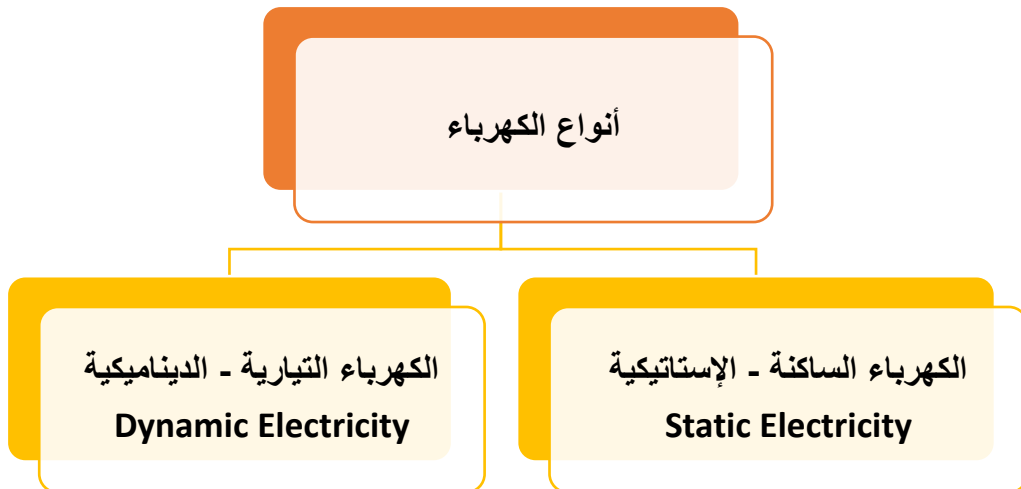 أنواع الكهرباء
الكهرباء الساكنة - الإستاتيكية
Static Electricity
الكهرباء التيارية - الديناميكية
Dynamic Electricity